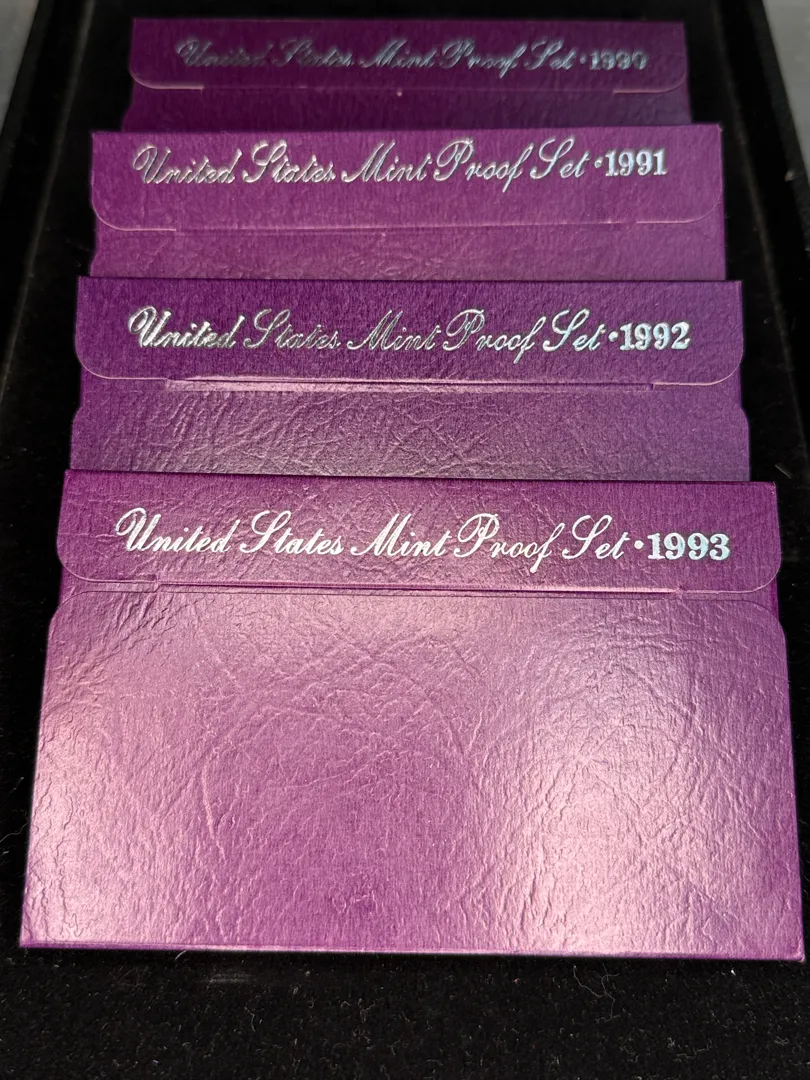 United States Mint Proof Set • 1990
United States Mint Proof Set • 1991
United States Mint Proof Set • 1992
United States Mint Proof Set • 1993